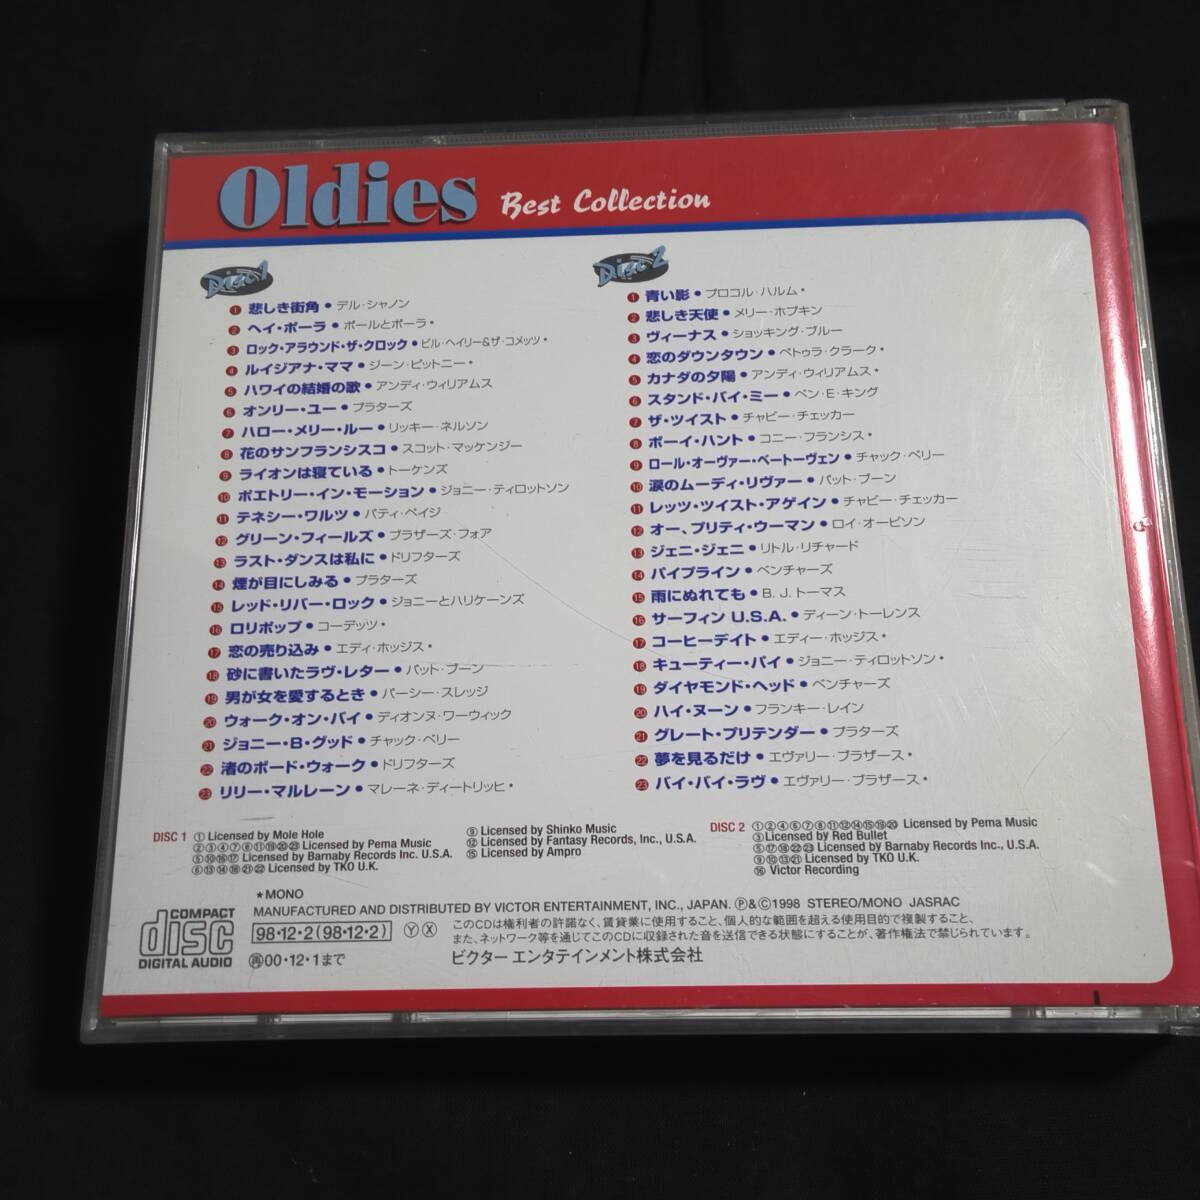 Oldies Best Collection
Disc 1
1 悲しき街角•デル・シャノン
2 ヘイ・ポーラ•ポールとポーラ*
3 ロック・アラウンド・ザ・クロック•ビル・ヘイリー&ザ・コメッツ*
4 ルイジアナ・ママ•ジーン・ピットニー*
5 ハワイの結婚の歌•アンディ・ウィリアムス
6 オンリー・ユー•プラターズ
7 ハロー・メリー・ルー•リッキー・ネルソン
8 花のサンフランシスコ•スコット・マッケンジー
9 ライオンは寝ている•トーケンズ
10 ポエトリー・イン・モーション•ジョニー・ティロットソン
11 テネシー・ワルツ•パティ・ペイジ
12 グリーン・フィールズ•ブラザーズ・フォア
13 ラスト・ダンスは私に•ドリフターズ
14 煙が目にしみる•プラターズ
15 レッド・リバー・ロック•ジョニーとハリケーンズ
16 ロリポップ•コーデッツ*
17 恋の売り込み•エディ・ホッジス*
18 砂に書いたラヴ・レター•パット・ブーン
19 男が女を愛するとき•パーシー・スレッジ
20 ウォーク・オン・バイ•ディオンヌ・ワーウィック
21 ジョニー・B・グッド•チャック・ベリー
22 渚のボード・ウォーク•ドリフターズ
23 リリー・マルレーン•マレーネ・ディートリッヒ*
Disc 2
1 青い影•プロコル・ハルム*
2 悲しき天使•メリー・ホプキン
3 ヴィーナス•ショッキング・ブルー
4 恋のダウンタウン•ペトゥラ・クラーク*
5 カナダの夕陽•アンディ・ウィリアムス*
6 スタンド・バイ・ミー•ベン・E・キング
7 ザ・ツイスト•チャビー・チェッカー
8 ボーイ・ハント•コニー・フランシス*
9 ロール・オーヴァー・ベートーヴェン•チャック・ベリー
10 涙のムーディ・リヴァー•パット・ブーン
11 レッツ・ツイスト・アゲイン•チャビー・チェッカー
12 オー、プリティ・ウーマン•ロイ・オービソン
13 ジェニ・ジェニ•リトル・リチャード
14 パイプライン•ベンチャーズ
15 雨にぬれても•B.J.トーマス
16 サーフィン U.S.A.•ディーン・トーレンス
17 コーヒーデイト•エディー・ホッジス*
18 キューティー・パイ•ジョニー・ティロットソン*
19 ダイヤモンド・ヘッド•ベンチャーズ
20 ハイ・ヌーン•フランキー・レイン
21 グレート・プリテンダー•プラターズ
22 夢を見るだけ•エヴァリー・ブラザース*
23 バイ・バイ・ラヴ•エヴァリー・ブラザース*
DISC 1 ① Licensed by Mole Hole
②③④⑦⑧⑪⑲⑳㉓ Licensed by Pema Music
⑤⑩⑯⑰ Licensed by Barnaby Records Inc. U.S.A.
⑥⑬⑭⑱㉑㉒ Licensed by TKO U.K.
⑨ Licensed by Shinko Music
⑫ Licensed by Fantasy Records, Inc., U.S.A.
⑮ Licensed by Ampro
DISC 2 ①②④⑥⑦⑧⑪⑫⑭⑮⑲⑳ Licensed by Pema Music
③ Licensed by Red Bullet
⑤⑰⑱㉒㉓ Licensed by Barnaby Records Inc., U.S.A.
⑨⑩⑬㉑ Licensed by TKO U.K.
⑯ Victor Recording
*MONO
MANUFACTURED AND DISTRIBUTED BY VICTOR ENTERTAINMENT, INC., JAPAN. ℗&©1998 STEREO/MONO JASRAC
COMPACT disc DIGITAL AUDIO
98・12・2(98・12・2) Ⓨ Ⓧ
再00・12・1まで
このCDは権利者の許諾なく、賃貸業に使用すること、個人的な範囲を超える使用目的で複製すること、
また、ネットワーク等を通じてこのCDに収録された音を送信できる状態にすることが、著作権法で禁じられています。
ビクター エンタテインメント株式会社